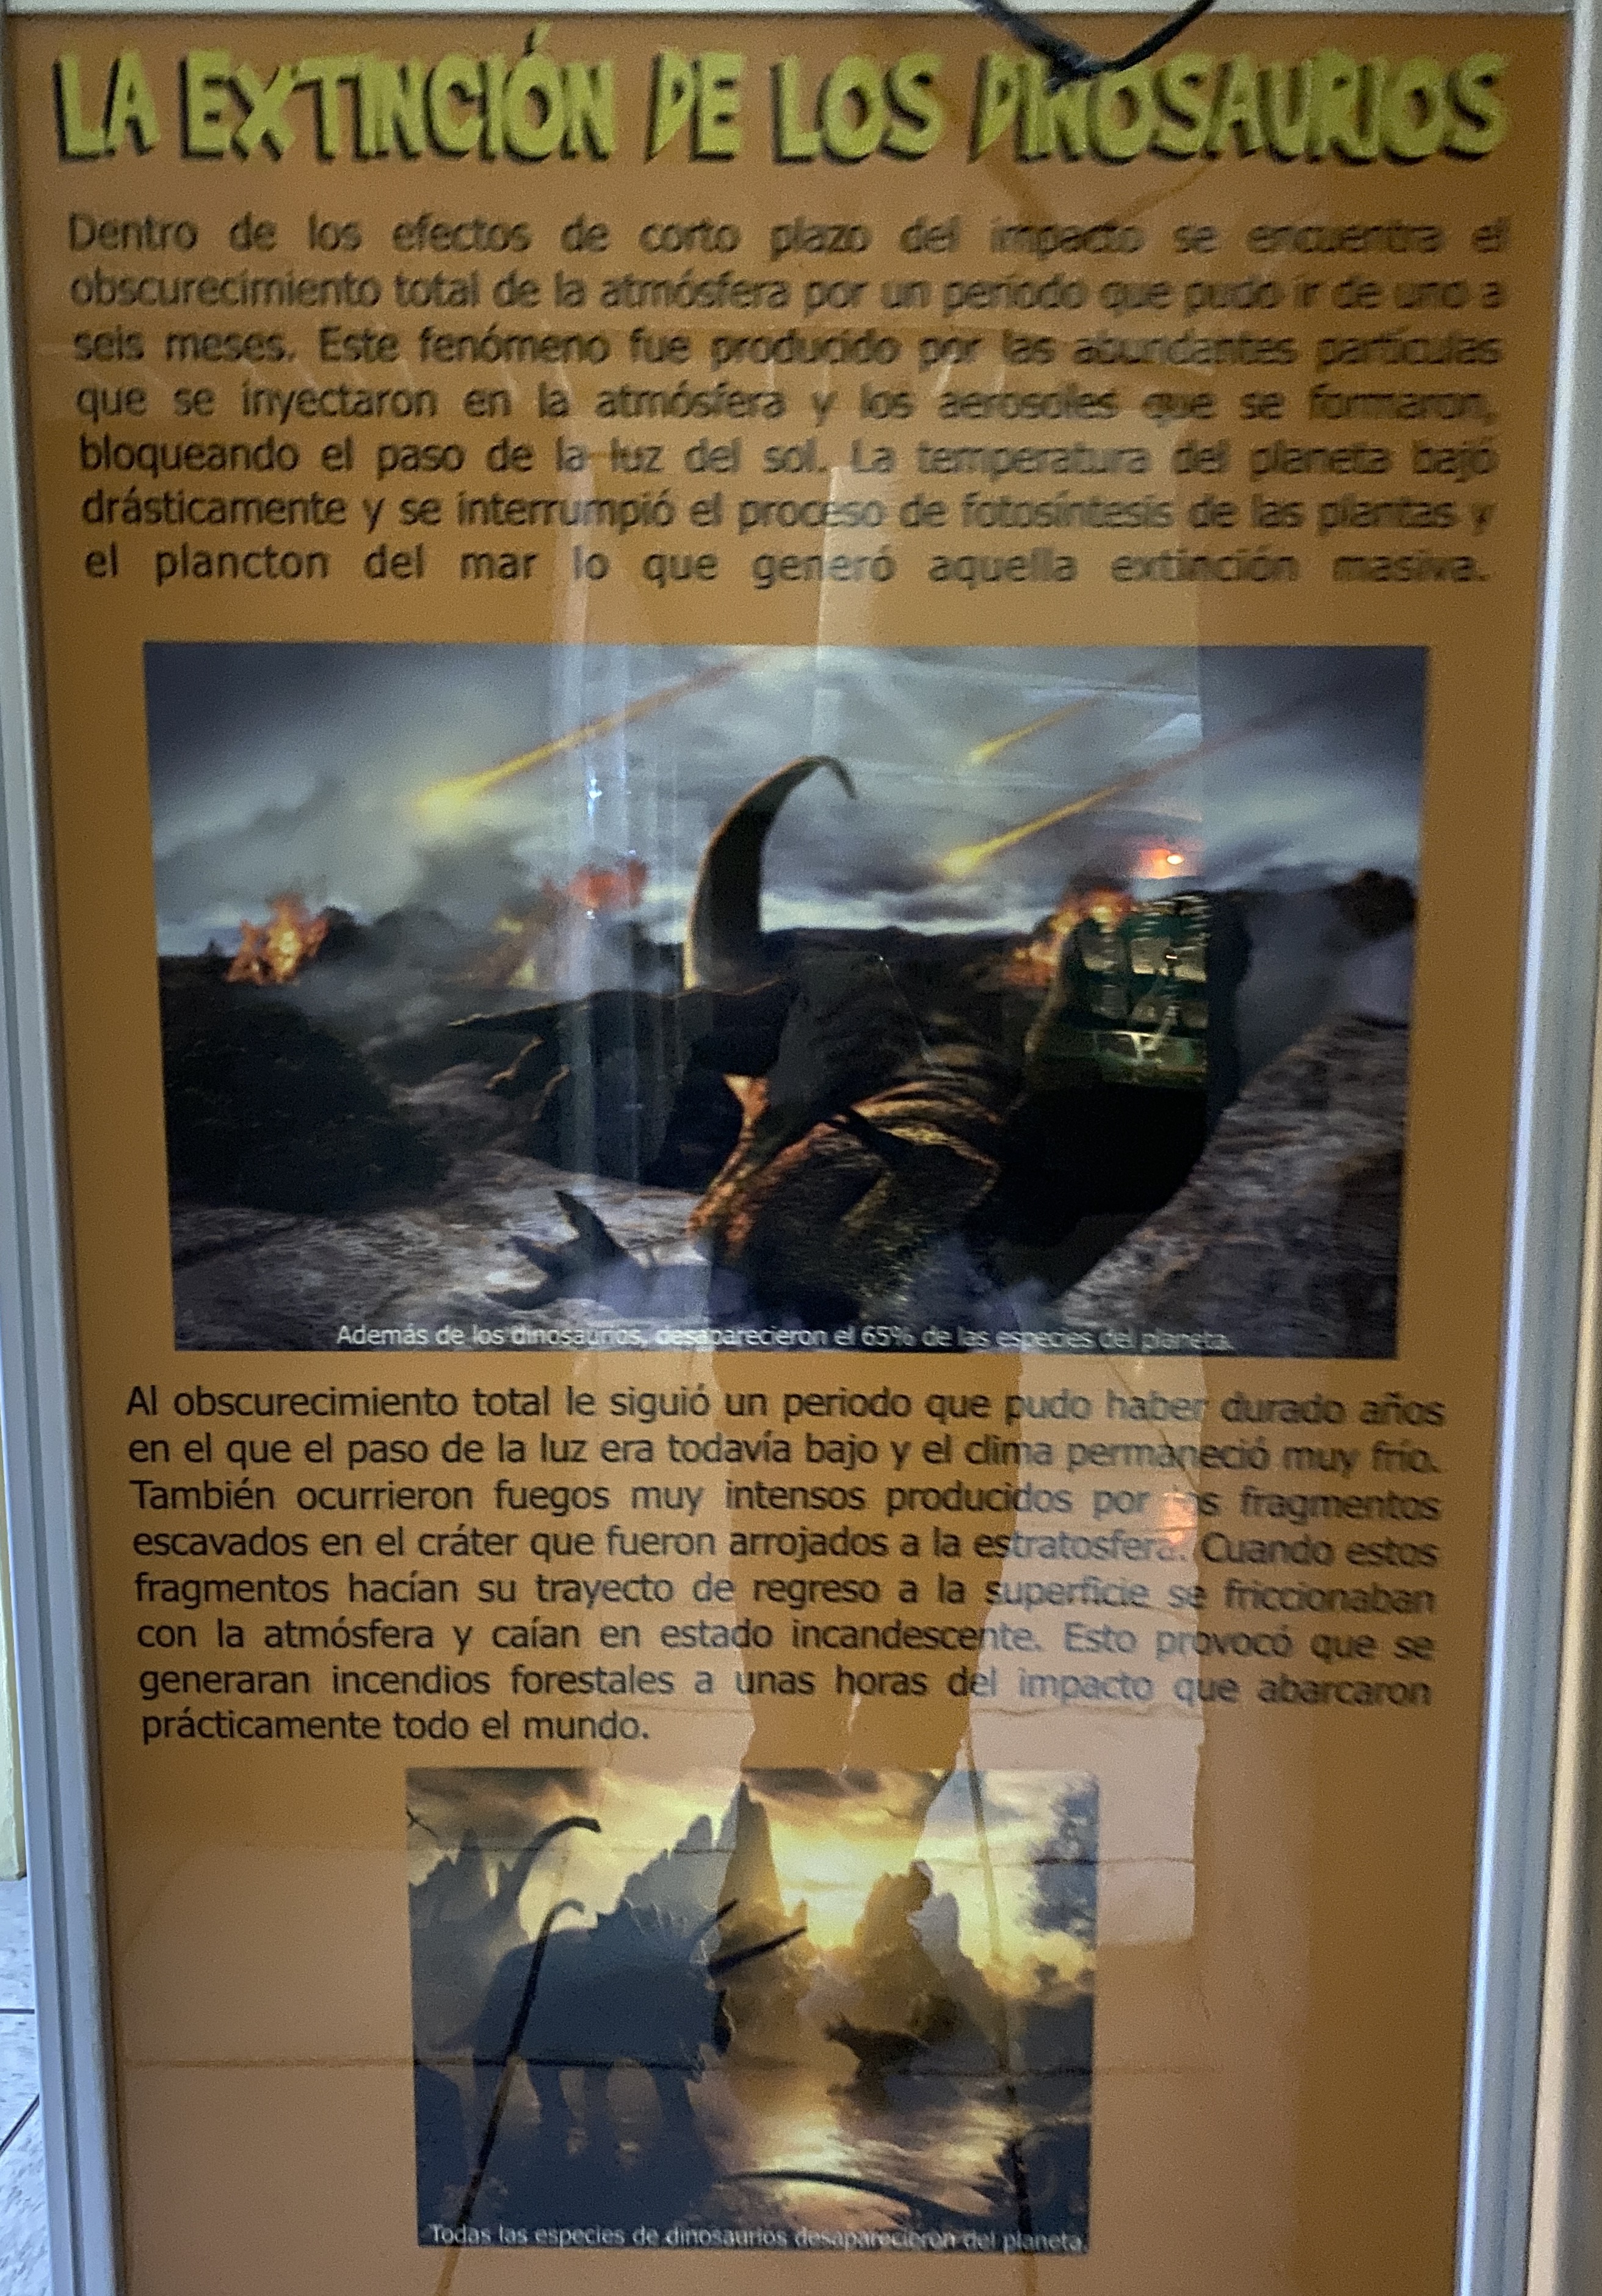 LA EXTINCIÓN DE LOS DINOSAURIOS
Dentro de los efectos de corto plazo del impacto se encuentra el
obscurecimiento total de la atmósfera por un periodo que pudo ir de uno a
seis meses. Este fenómeno fue producido por las abundantes partículas
que se inyectaron en la atmósfera y los aerosoles que se formaron,
bloqueando el paso de la luz del sol. La temperatura del planeta bajó
drásticamente y se interrumpió el proceso de fotosíntesis de las plantas y
el plancton del mar lo que generó aquella extinción masiva.
Además de los dinosaurios, desaparecieron el 65% de las especies del planeta.
Al obscurecimiento total le siguió un periodo que pudo haber durado años
en el que el paso de la luz era todavía bajo y el clima permaneció muy frío.
También ocurrieron fuegos muy intensos producidos por los fragmentos
escavados en el cráter que fueron arrojados a la estratosfera. Cuando estos
fragmentos hacían su trayecto de regreso a la superficie se friccionaban
con la atmósfera y caían en estado incandescente. Esto provocó que se
generaran incendios forestales a unas horas del impacto que abarcaron
prácticamente todo el mundo.
Todas las especies de dinosaurios desaparecieron del planeta.